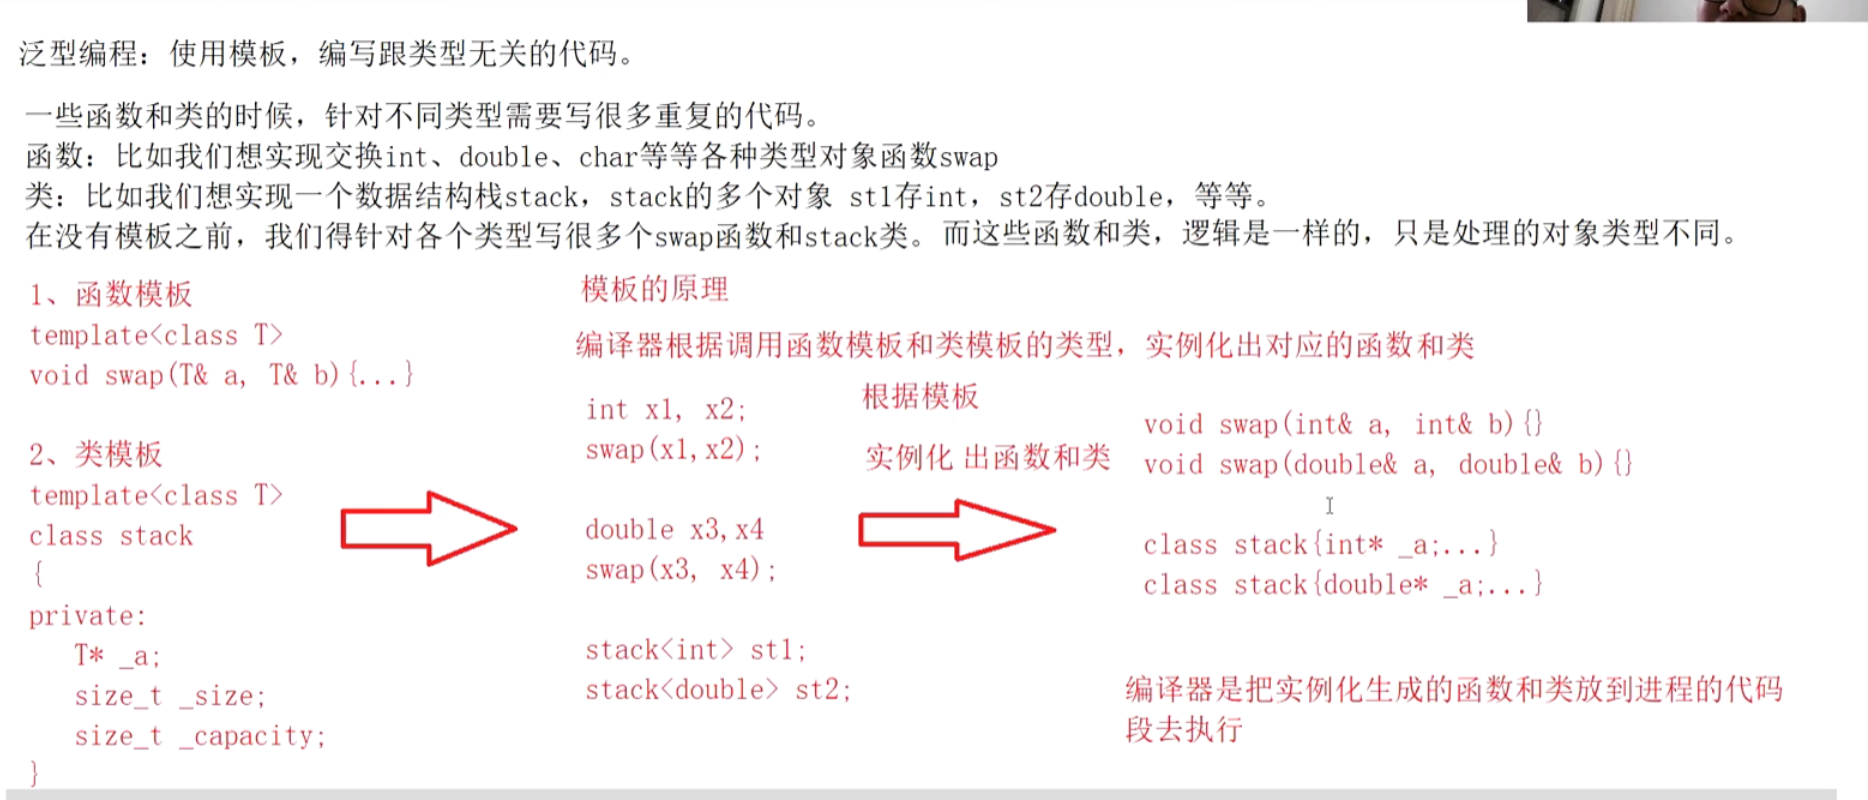 泛型编程：使用模板，编写跟类型无关的代码。
一些函数和类的时候，针对不同类型需要写很多重复的代码。
函数：比如我们想实现交换int、double、char等等各种类型对象函数swap
类：比如我们想实现一个数据结构栈stack，stack的多个对象 st1存int，st2存double，等等。
在没有模板之前，我们得针对各个类型写很多个swap函数和stack类。而这些函数和类，逻辑是一样的，只是处理的对象类型不同。
1、函数模板
template<class T>
void swap(T& a, T& b){...}
2、类模板
template<class T>
class stack
{
private:
T* _a;
size_t _size;
size_t _capacity;
}
模板的原理
编译器根据调用函数模板和类模板的类型，实例化出对应的函数和类
int x1, x2;
swap(x1,x2);
double x3,x4
swap(x3, x4);
stack<int> st1;
stack<double> st2;
根据模板
实例化 出函数和类
void swap(int& a, int& b){}
void swap(double& a, double& b){}
class stack{int* _a;...}
class stack{double* _a;...}
编译器是把实例化生成的函数和类放到进程的代码
段去执行